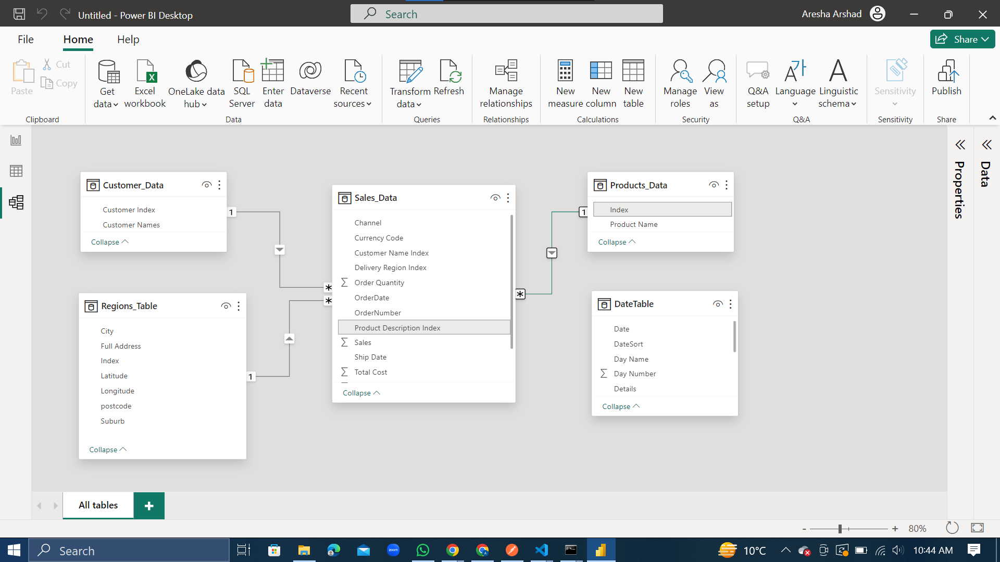 Untitled - Power BI Desktop
Search
Aresha Arshad
File
Home
Help
Share
Paste
Cut
Copy
Clipboard
Get data
Excel workbook
OneLake data hub
SQL Server
Enter data
Dataverse
Recent sources
Data
Transform data
Refresh
Queries
Manage relationships
Relationships
New measure
New column
New table
Calculations
Manage roles
View as
Security
Q&A setup
Language
Linguistic schema
Q&A
Sensitivity
Sensitivity
Publish
Share
Customer_Data
Customer Index
Customer Names
Collapse
1
Regions_Table
City
Full Address
Index
Latitude
Longitude
postcode
Suburb
Collapse
1
Sales_Data
Channel
Currency Code
Customer Name Index
Delivery Region Index
Order Quantity
OrderDate
OrderNumber
Product Description Index
Sales
Ship Date
Total Cost
Collapse
*
*
*
1
Products_Data
Index
Product Name
Collapse
DateTable
Date
DateSort
Day Name
Day Number
Details
Collapse
Properties
Data
All tables
+
- + 80%
Search
zoom
10°C
10:44 AM